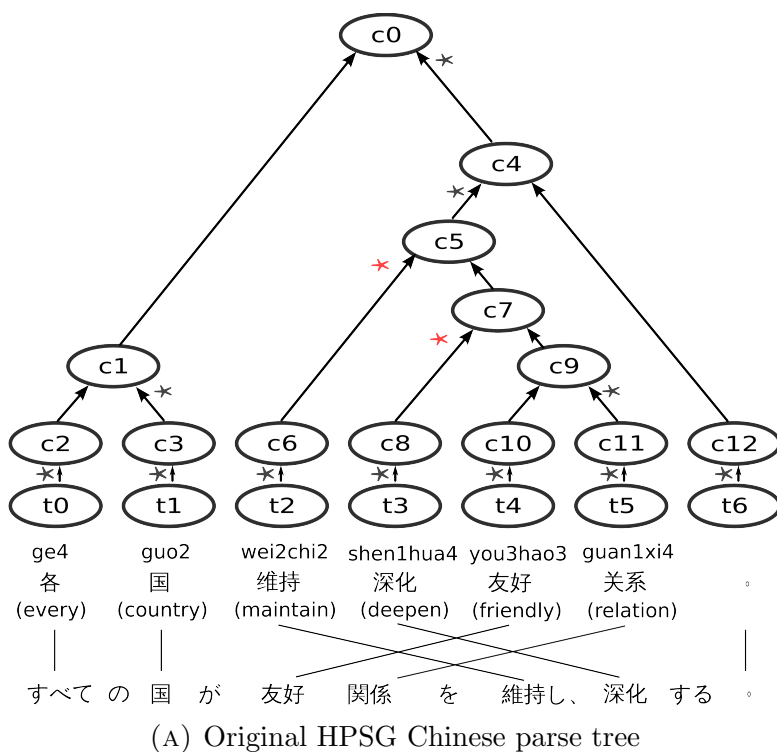 c0
c4
c5
c7
c1 c9
c2 c3 c6 c8 c10 c11 c12
t0 t1 t2 t3 t4 t5 t6
ge4 guo2 wei2chi2 shen1hua4 you3hao3 guan1xi4
各 国 维持 深化 友好 关系 。
(every) (country) (maintain) (deepen) (friendly) (relation)
すべて の 国 が 友好 関係 を 維持し、 深化 する 。
(A) Original HPSG Chinese parse tree